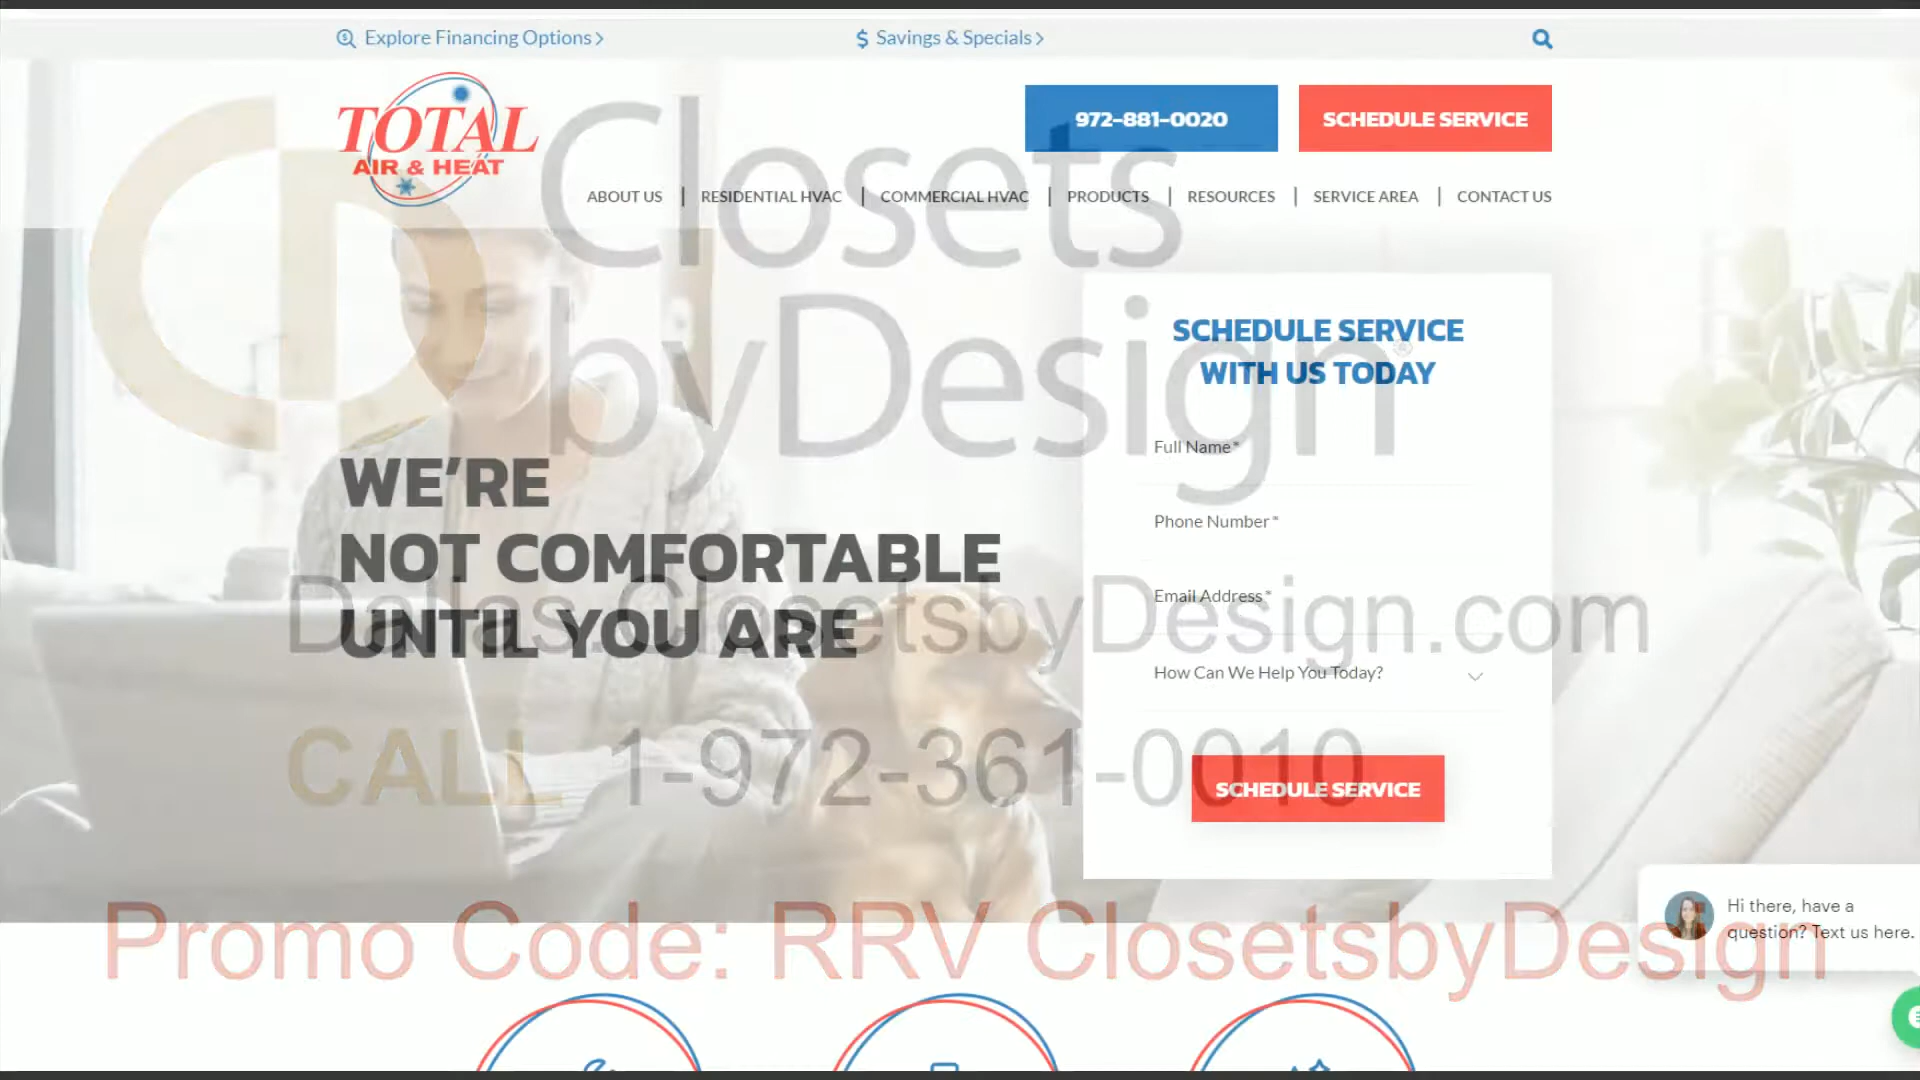 Explore Financing Options
Savings & Specials
TOTAL
AIR & HEAT
972-881-0020
SCHEDULE SERVICE
ABOUT US
RESIDENTIAL HVAC
COMMERCIAL HVAC
PRODUCTS
RESOURCES
SERVICE AREA
CONTACT US
Closets
byDesign
SCHEDULE SERVICE
WITH US TODAY
Full Name*
Phone Number*
Email Address*
How Can We Help You Today?
SCHEDULE SERVICE
WE'RE
NOT COMFORTABLE
UNTIL YOU ARE
Dallas.ClosetsbyDesign.com
CALL 1-972-361-0010
Promo Code: RRV ClosetsbyDesign
Hi there, have a
question? Text us here.